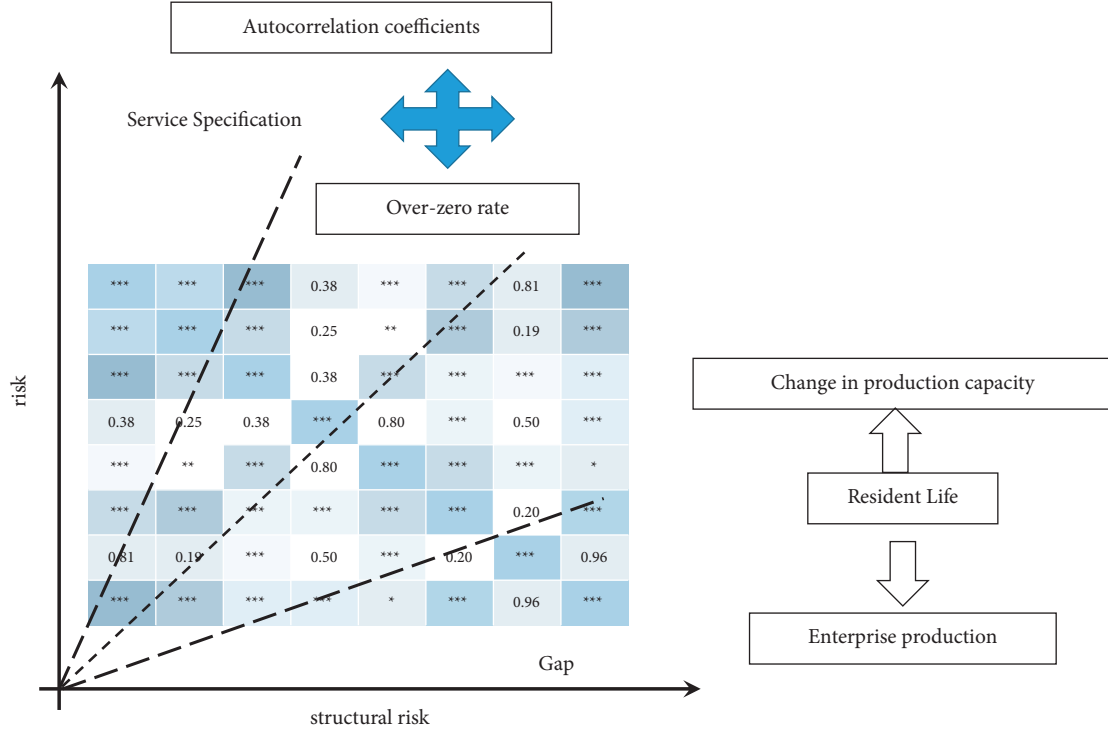 Autocorrelation coefficients
Service Specification
Over-zero rate
*** *** *** 0.38 *** *** 0.81 ***
*** *** *** 0.25 ** *** 0.19 ***
*** *** *** 0.38 *** *** *** ***
0.38 0.25 0.38 *** 0.80 *** 0.50 ***
*** ** *** 0.80 *** *** *** *
*** *** *** *** *** *** 0.20 ***
0.81 0.19 *** 0.50 *** 0.20 *** 0.96
*** *** *** *** * *** 0.96 ***
risk
Gap
structural risk
Change in production capacity
Resident Life
Enterprise production